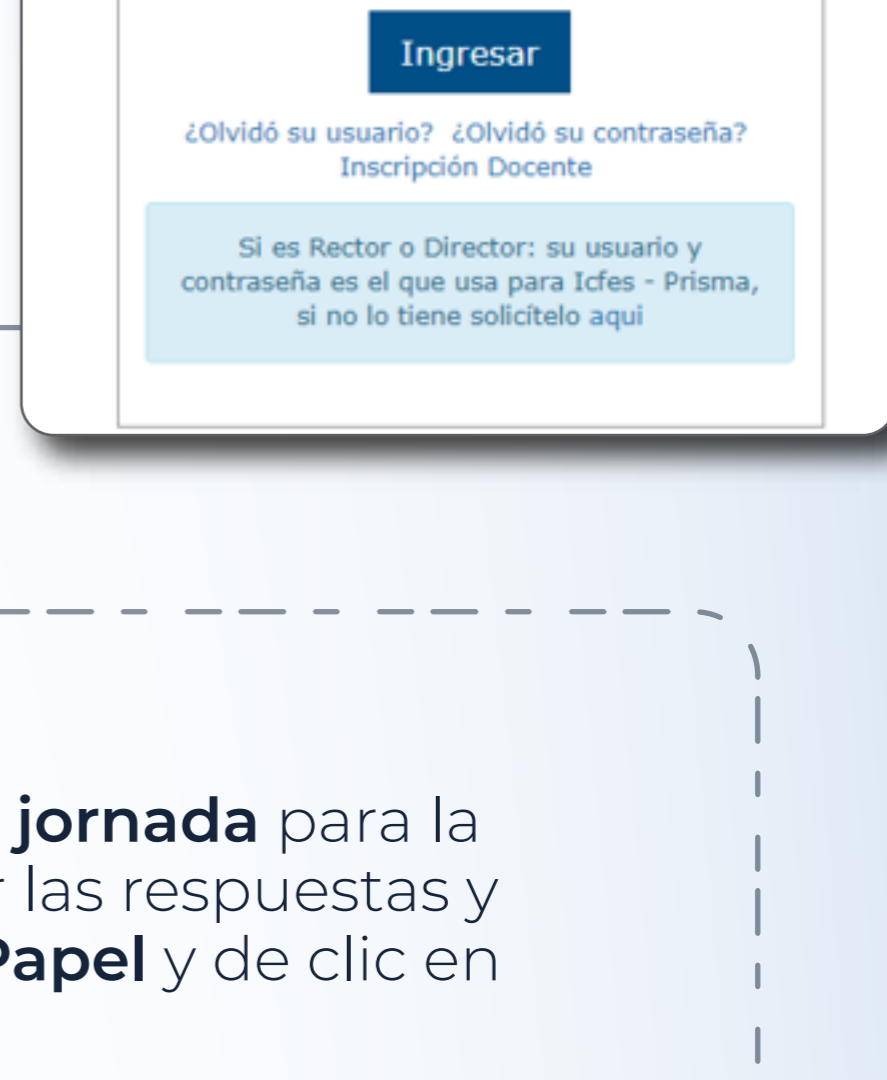 Ingresar
¿Olvidó su usuario? ¿Olvidó su contraseña?
Inscripción Docente
Si es Rector o Director: su usuario y
contraseña es el que usa para Icfes - Prisma,
si no lo tiene solicítelo aqui
jornada para la
las respuestas y
Papel y de clic en